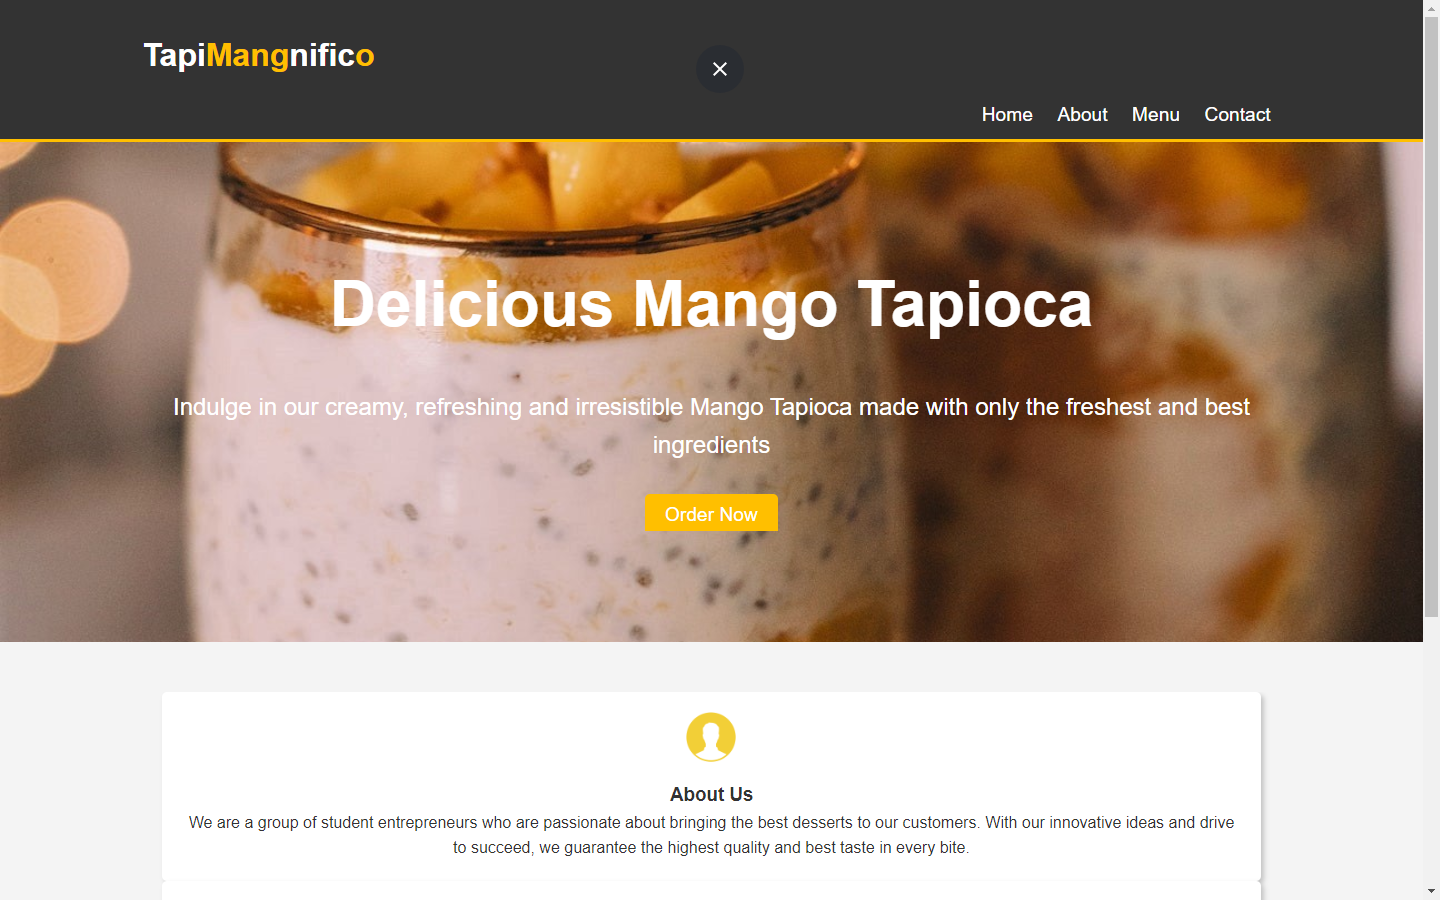 TapiMangnifico
Home About Menu Contact
Delicious Mango Tapioca
Indulge in our creamy, refreshing and irresistible Mango Tapioca made with only the freshest and best
ingredients
Order Now
About Us
We are a group of student entrepreneurs who are passionate about bringing the best desserts to our customers. With our innovative ideas and drive
to succeed, we guarantee the highest quality and best taste in every bite.